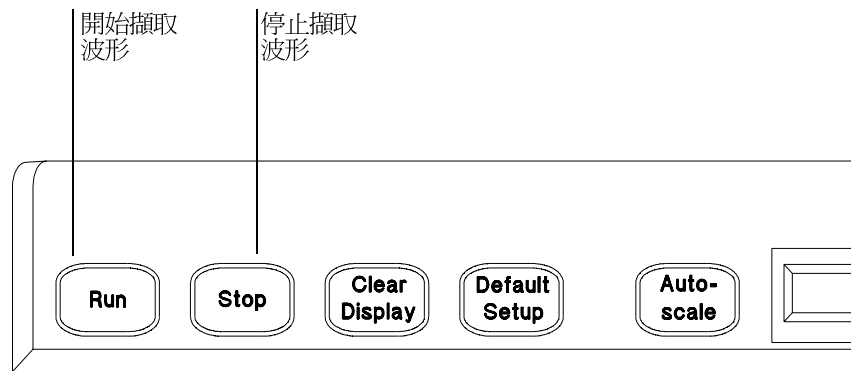 開始擷取
波形
停止擷取
波形
Run
Stop
Clear
Display
Default
Setup
Auto-
scale